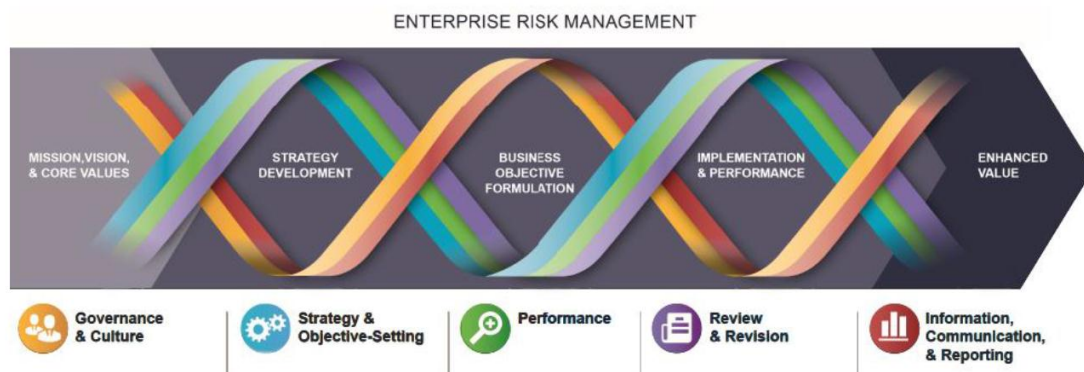 ENTERPRISE RISK MANAGEMENT
MISSION,VISION,
& CORE VALUES
STRATEGY
DEVELOPMENT
BUSINESS
OBJECTIVE
FORMULATION
IMPLEMENTATION
& PERFORMANCE
ENHANCED
VALUE
Governance
& Culture
Strategy &
Objective-Setting
Performance
Review
& Revision
Information,
Communication,
& Reporting